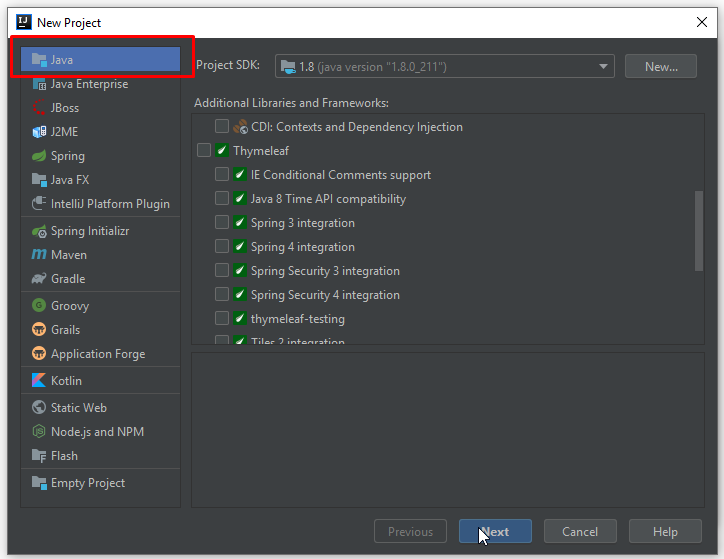 New Project
Java
Java Enterprise
JBoss
J2ME
Spring
Java FX
IntelliJ Platform Plugin
Spring Initializr
Maven
Gradle
Groovy
Grails
Application Forge
Kotlin
Static Web
Node.js and NPM
Flash
Empty Project
Project SDK:
1.8 (java version "1.8.0_211")
New...
Additional Libraries and Frameworks:
CDI: Contexts and Dependency Injection
Thymeleaf
IE Conditional Comments support
Java 8 Time API compatibility
Spring 3 integration
Spring 4 integration
Spring Security 3 integration
Spring Security 4 integration
thymeleaf-testing
Tiles 2 integration
Previous
Next
Cancel
Help